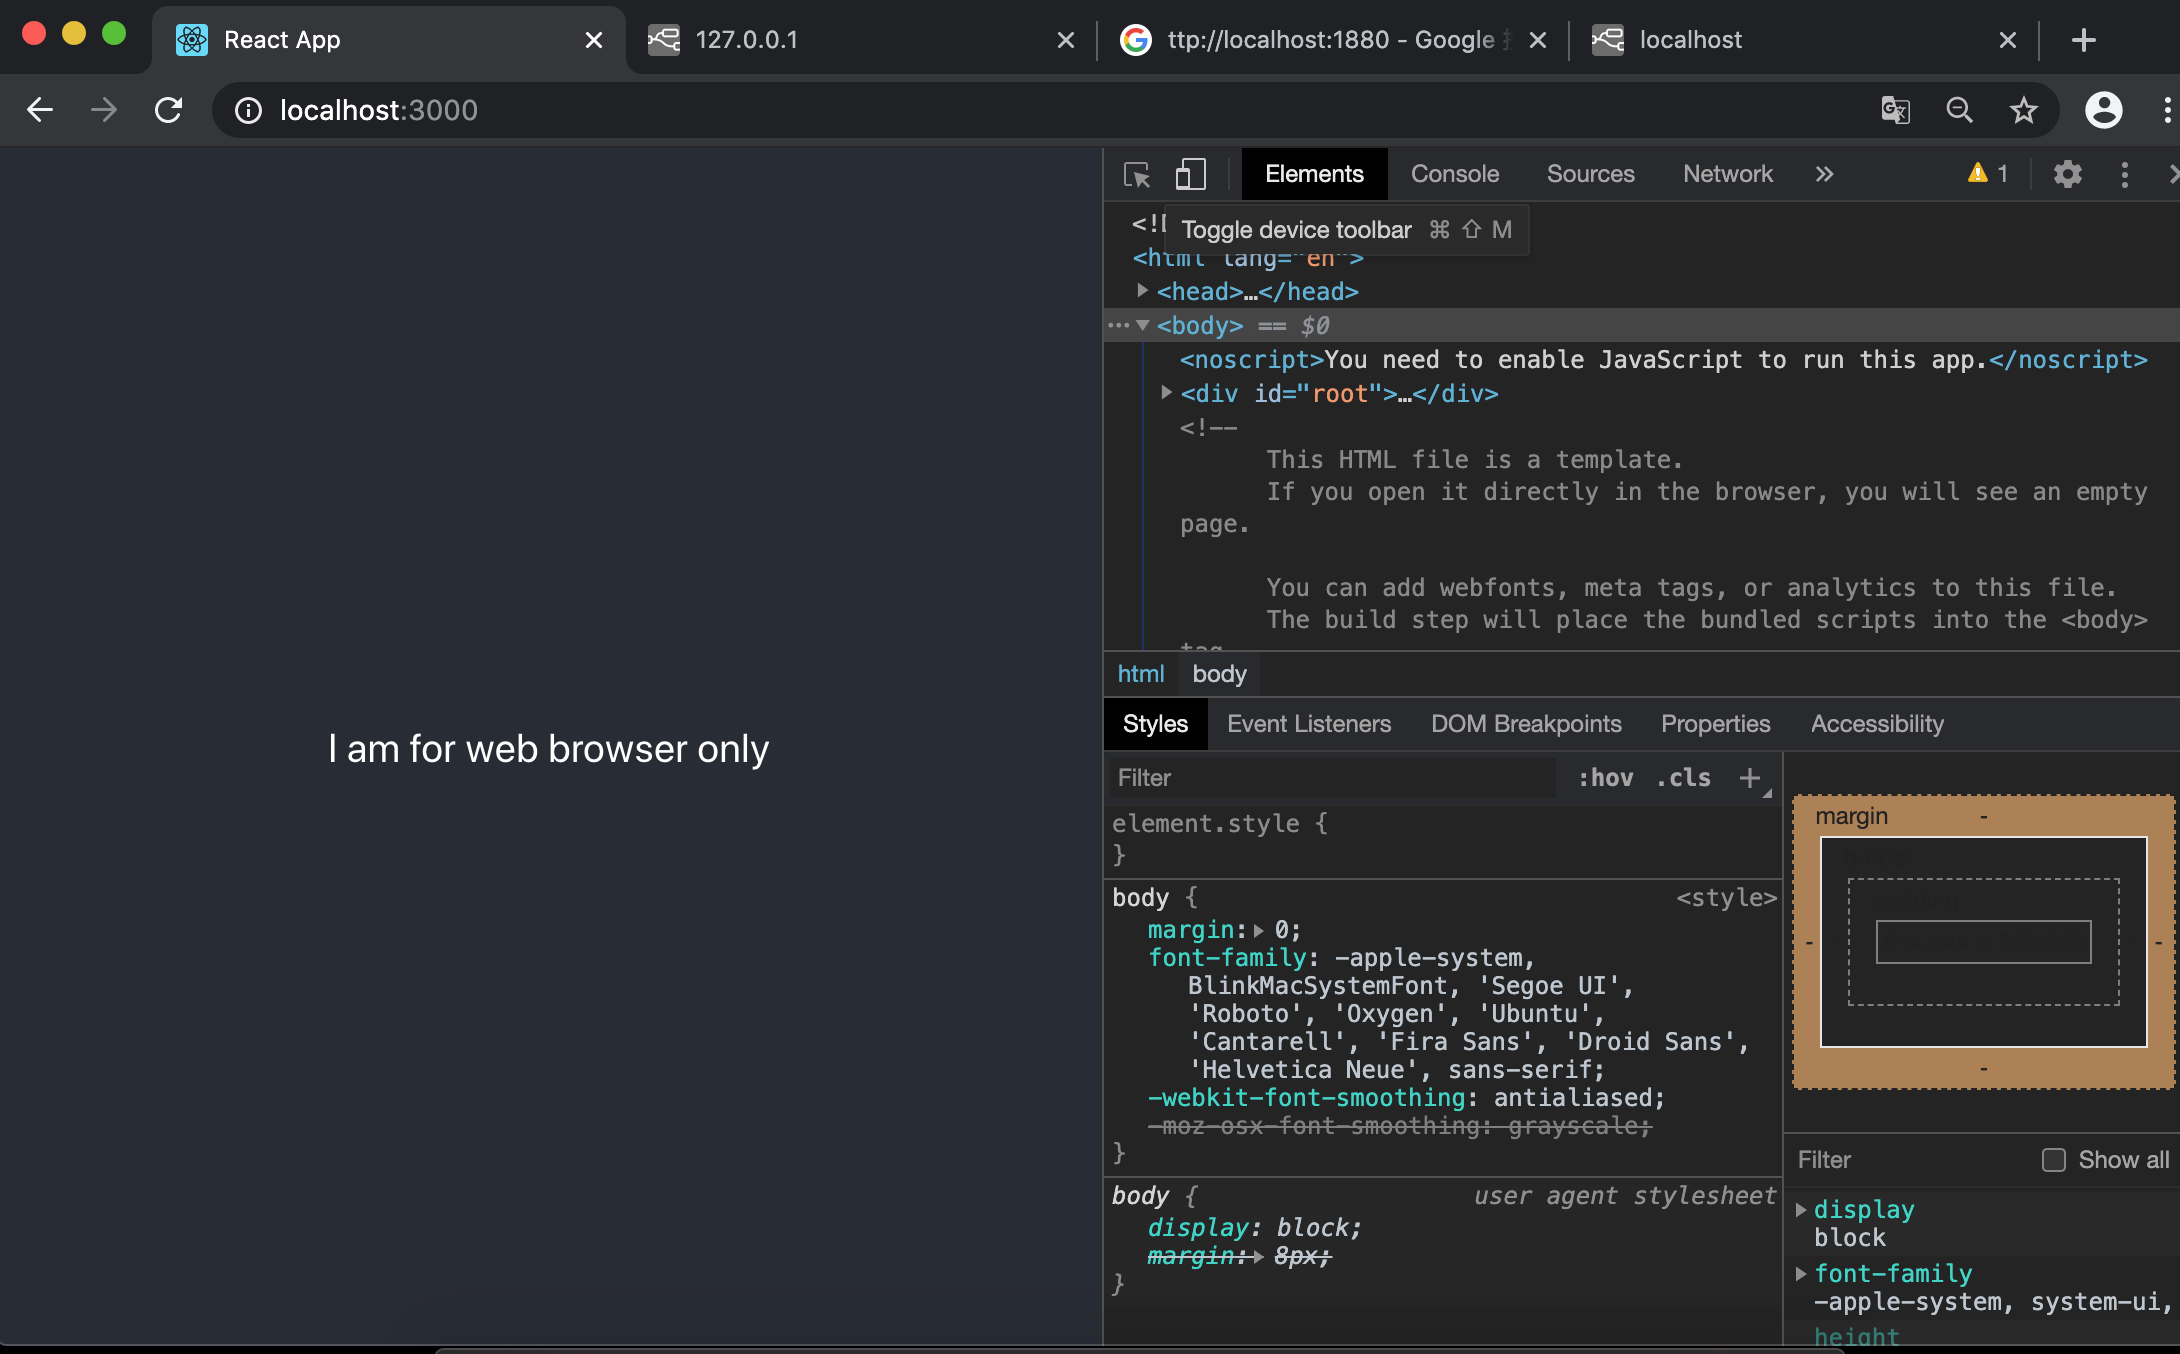 React App
127.0.0.1
ttp://localhost:1880 - Google
localhost
localhost:3000
Elements
Console
Sources
Network
»
1
Toggle device toolbar ⌘ ⇧ M
<html lang="en">
<head>…</head>
<body> == $0
<noscript>You need to enable JavaScript to run this app.</noscript>
<div id="root">…</div>
<!--
This HTML file is a template.
If you open it directly in the browser, you will see an empty
page.
You can add webfonts, meta tags, or analytics to this file.
The build step will place the bundled scripts into the <body>
tag
html body
I am for web browser only
Styles
Event Listeners
DOM Breakpoints
Properties
Accessibility
Filter
:hov .cls +
element.style {
}
body { <style>
margin: 0;
font-family: -apple-system,
BlinkMacSystemFont, 'Segoe UI',
'Roboto', 'Oxygen', 'Ubuntu',
'Cantarell', 'Fira Sans', 'Droid Sans',
'Helvetica Neue', sans-serif;
-webkit-font-smoothing: antialiased;
-moz-osx-font-smoothing: grayscale;
}
body { user agent stylesheet
display: block;
margin: 8px;
}
margin -
-
-
-
Filter
Show all
display
block
font-family
-apple-system, system-ui,
height